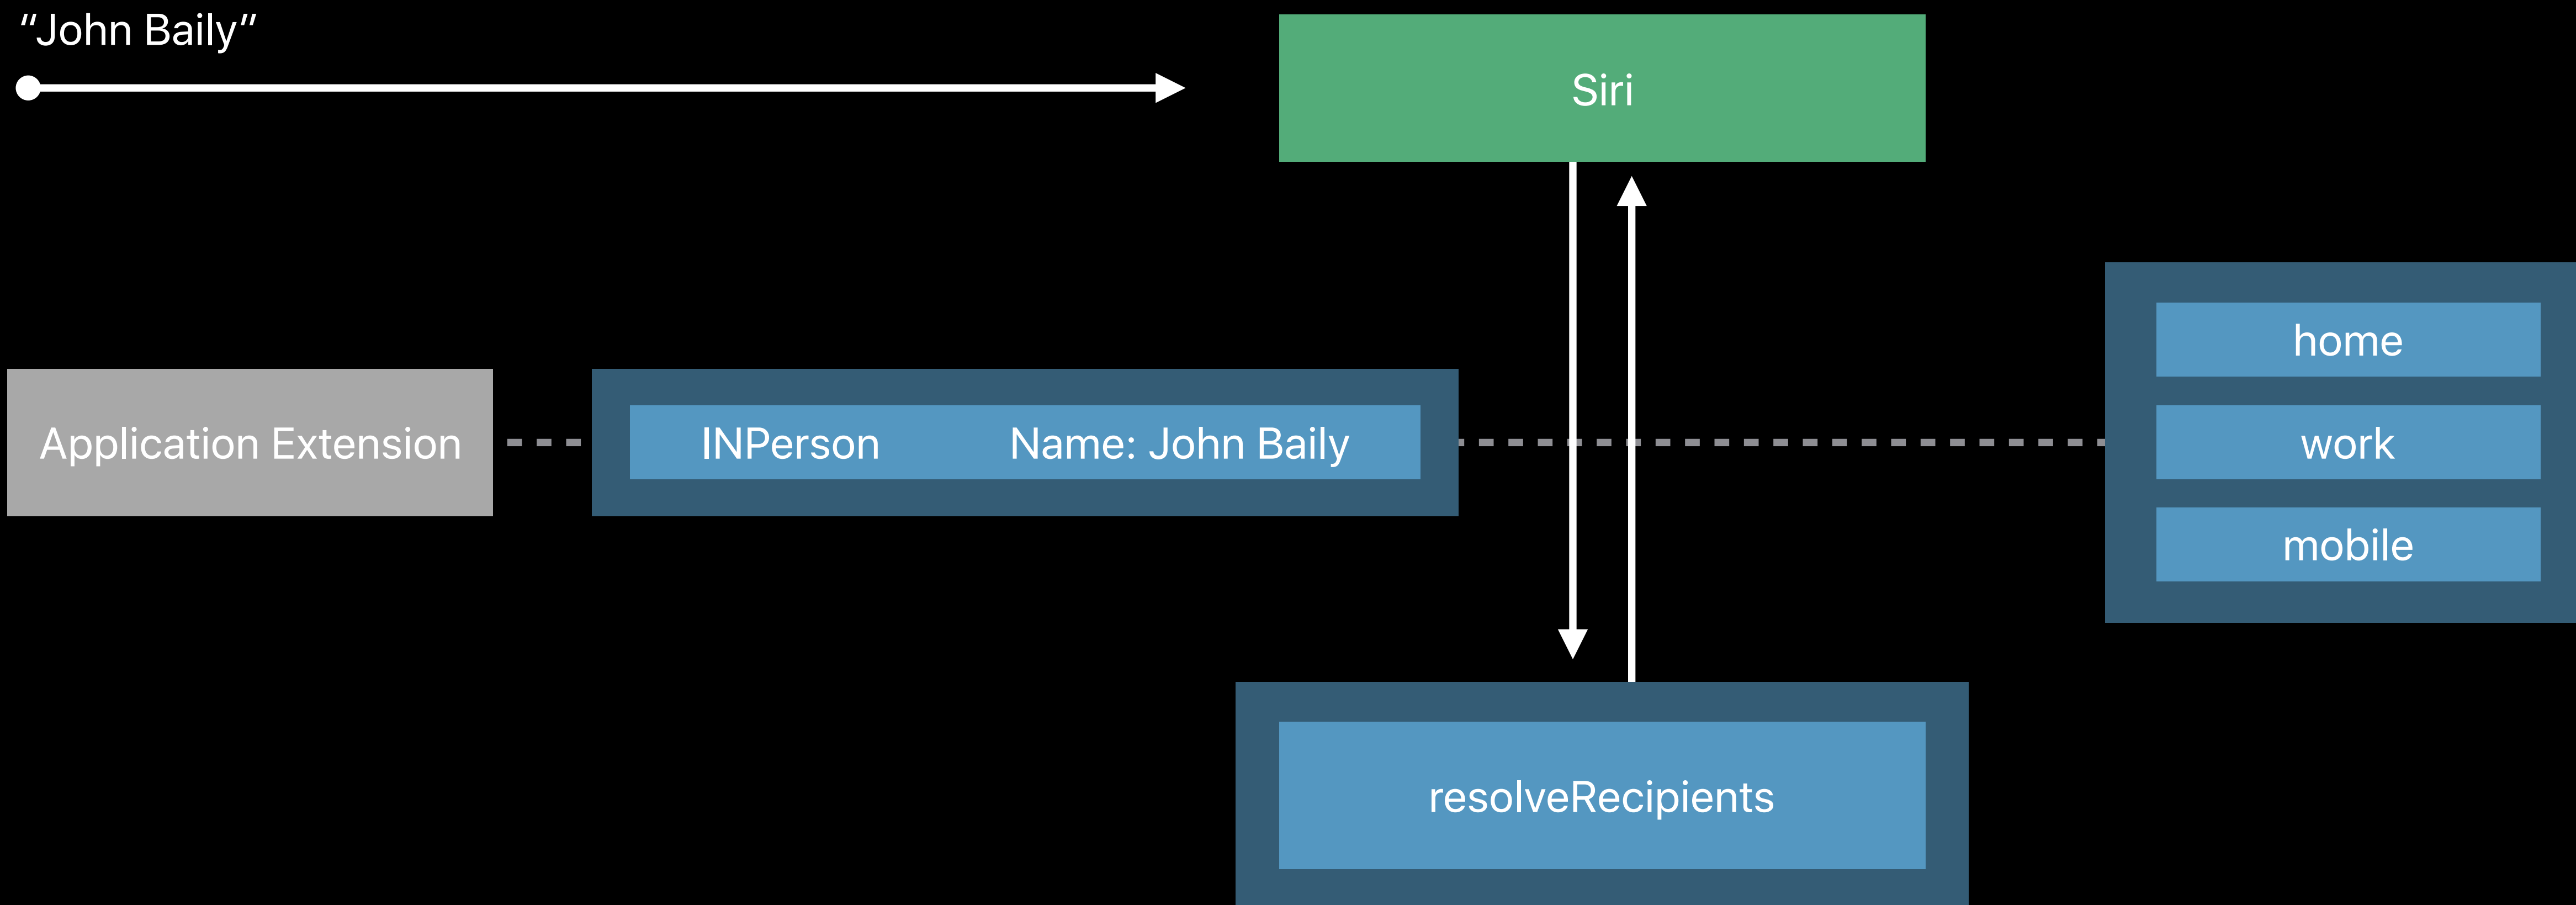 “John Baily”
Siri
Application Extension
INPerson Name: John Baily
home
work
mobile
resolveRecipients